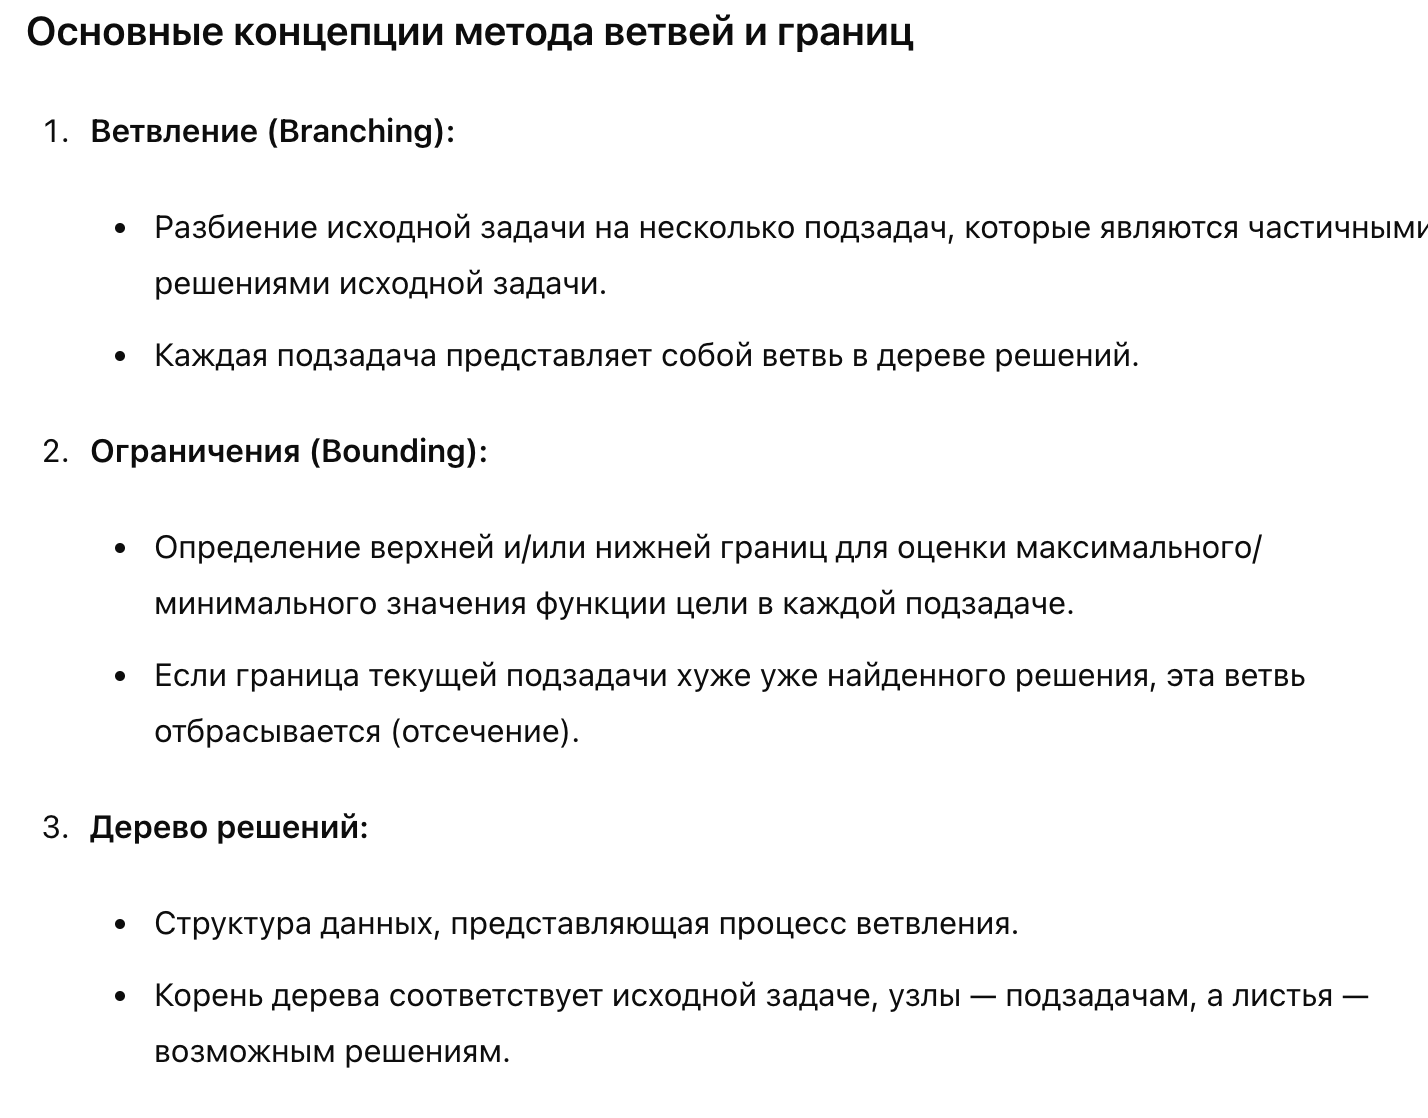 Основные концепции метода ветвей и границ
1. Ветвление (Branching):
• Разбиение исходной задачи на несколько подзадач, которые являются частичными
решениями исходной задачи.
• Каждая подзадача представляет собой ветвь в дереве решений.
2. Ограничения (Bounding):
• Определение верхней и/или нижней границ для оценки максимального/
минимального значения функции цели в каждой подзадаче.
• Если граница текущей подзадачи хуже уже найденного решения, эта ветвь
отбрасывается (отсечение).
3. Дерево решений:
• Структура данных, представляющая процесс ветвления.
• Корень дерева соответствует исходной задаче, узлы — подзадачам, а листья —
возможным решениям.